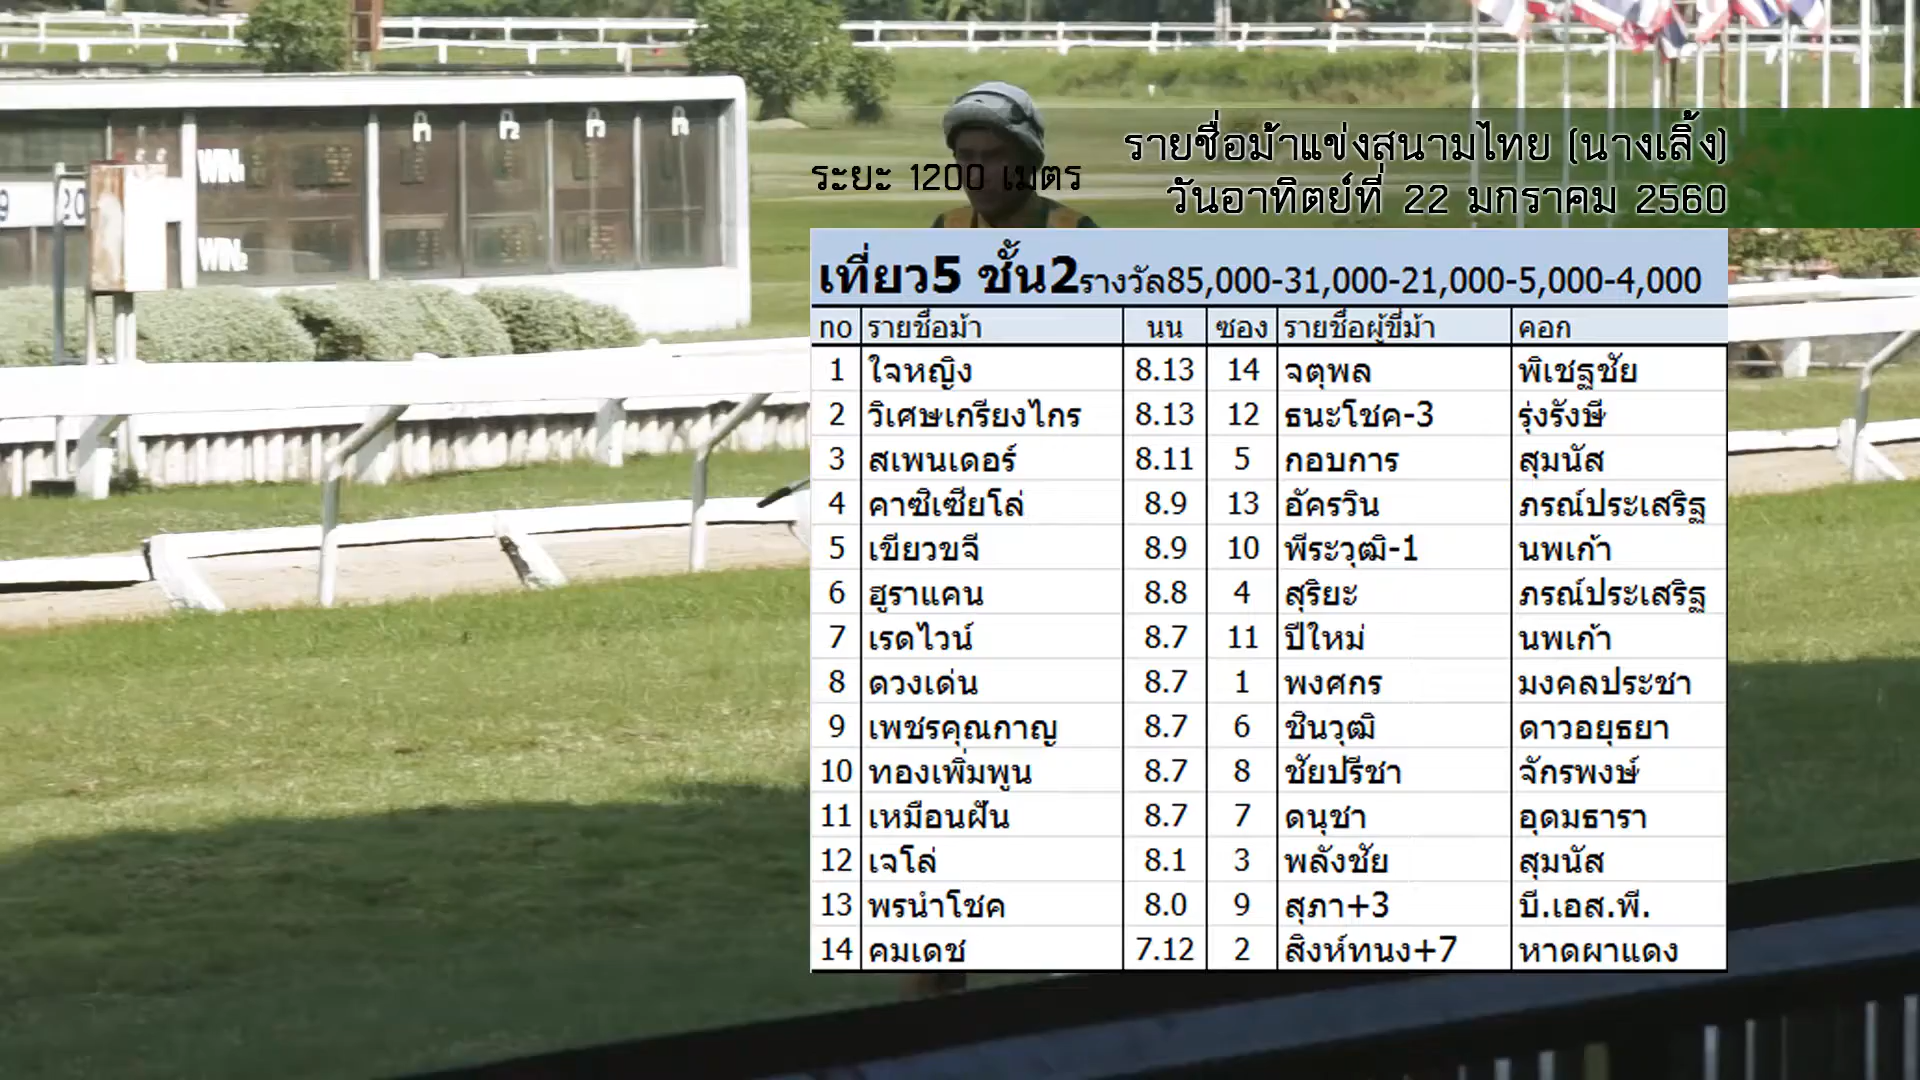 รายชื่อม้าแข่งสนามไทย (นางเลิ้ง)
ระยะ 1200 เมตร
วันอาทิตย์ที่ 22 มกราคม 2560
เที่ยว5 ชั้น2รางวัล85,000-31,000-21,000-5,000-4,000
no รายชื่อม้า นน ซอง รายชื่อผู้ขี่ม้า คอก
1 ใจหญิง 8.13 14 จตุพล พิเชฐชัย
2 วิเศษเกรียงไกร 8.13 12 ธนะโชค-3 รุ่งรังษี
3 สเพนเดอร์ 8.11 5 กอบการ สุมนัส
4 คาซิเซียโล่ 8.9 13 อัครวิน ภรณ์ประเสริฐ
5 เขียวขจี 8.9 10 พีระวุฒิ-1 นพเก้า
6 ฮูราแคน 8.8 4 สุริยะ ภรณ์ประเสริฐ
7 เรดไวน์ 8.7 11 ปีใหม่ นพเก้า
8 ดวงเด่น 8.7 1 พงศกร มงคลประชา
9 เพชรคุณกาญ 8.7 6 ชินวุฒิ ดาวอยุธยา
10 ทองเพิ่มพูน 8.7 8 ชัยปรีชา จักรพงษ์
11 เหมือนฝัน 8.7 7 ดนุชา อุดมธารา
12 เจโล่ 8.1 3 พลังชัย สุมนัส
13 พรนำโชค 8.0 9 สุภา+3 บี.เอส.พี.
14 คมเดช 7.12 2 สิงห์ทนง+7 หาดผาแดง
WIN1
WIN2
9
20